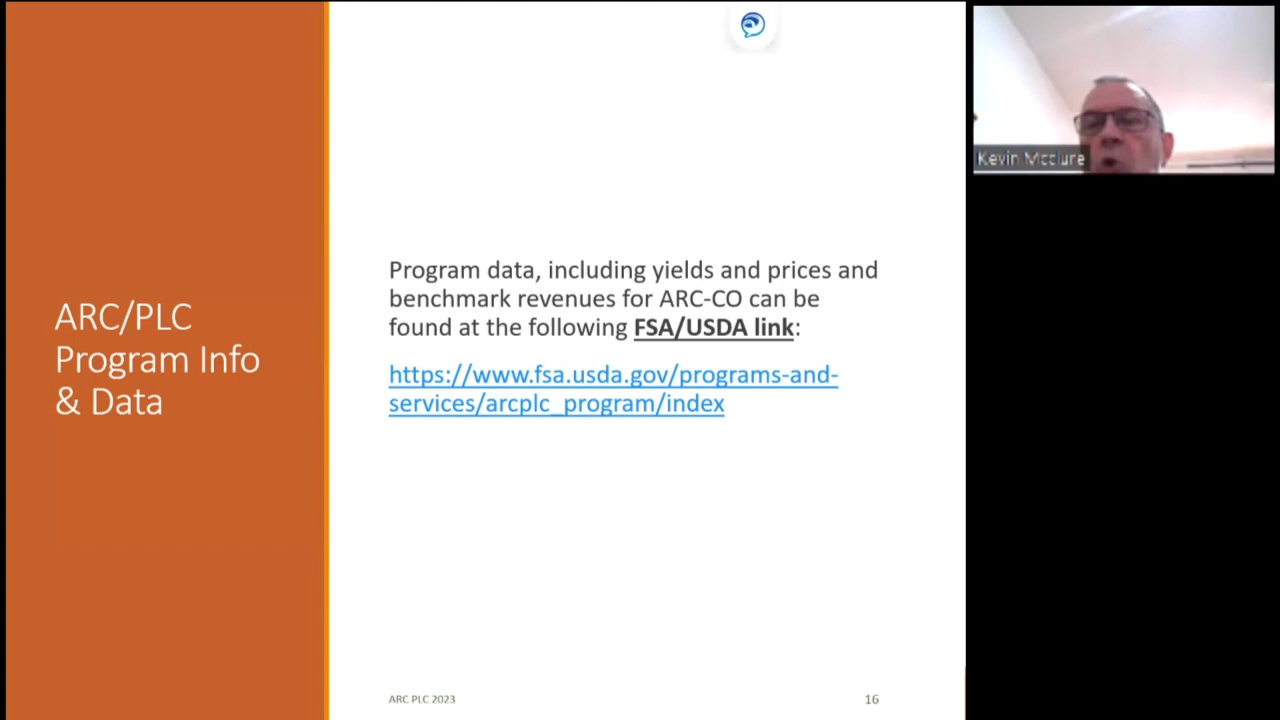 ARC/PLC
Program Info
& Data
Program data, including yields and prices and
benchmark revenues for ARC-CO can be
found at the following FSA/USDA link:
https://www.fsa.usda.gov/programs-and-
services/arcplc_program/index
ARC PLC 2023
16
Kevin Mcclure